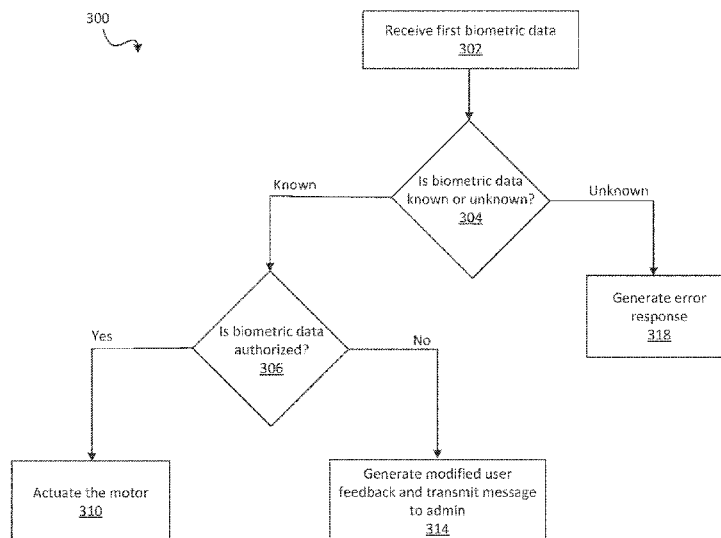 300
Receive first biometric data
302
Is biometric data
known or unknown?
304
Known
Unknown
Generate error
response
318
Is biometric data
authorized?
306
Yes
No
Actuate the motor
310
Generate modified user
feedback and transmit message
to admin
314